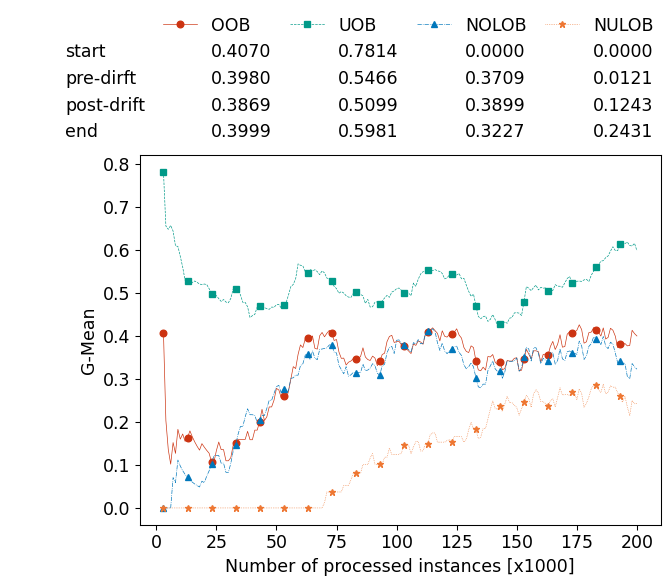 OOB UOB NOLOB NULOB
start 0.4070 0.7814 0.0000 0.0000
pre-dirft 0.3980 0.5466 0.3709 0.0121
post-drift 0.3869 0.5099 0.3899 0.1243
end 0.3999 0.5981 0.3227 0.2431
0.8
0.7
0.6
0.5
0.4
0.3
0.2
0.1
0.0
G-Mean
0 25 50 75 100 125 150 175 200
Number of processed instances [x1000]